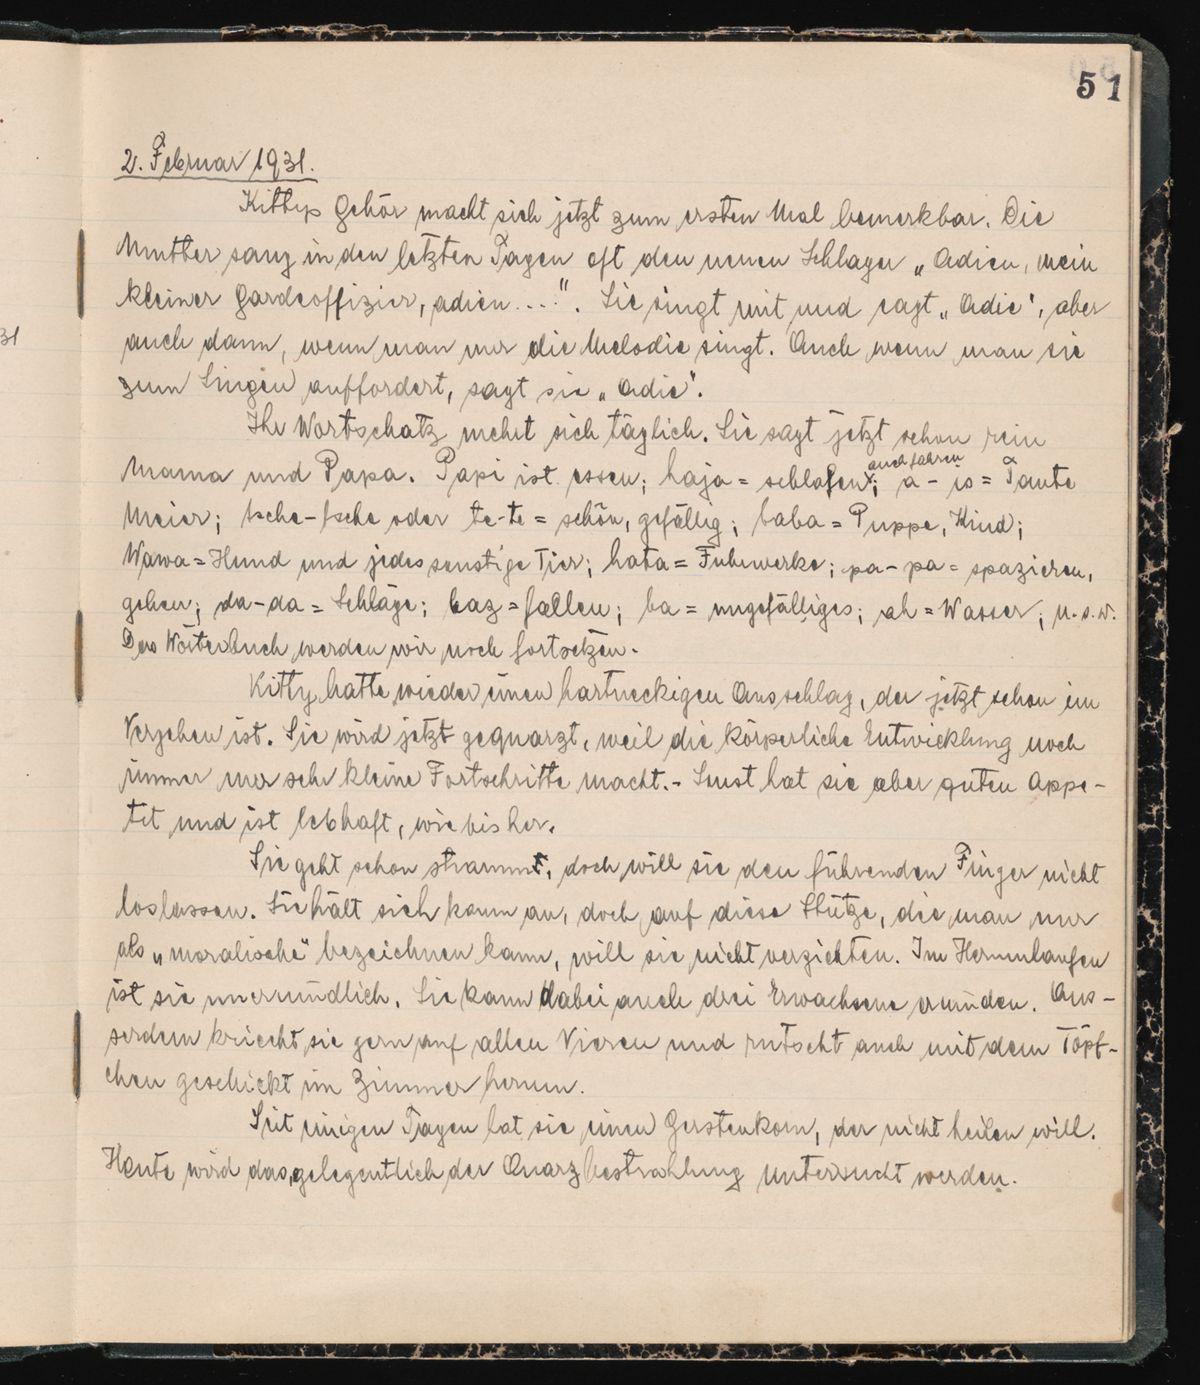 51
2. Februar 1931.
Kittys Gehör macht sich jetzt zum ersten Mal bemerkbar. Die
Mutter sang in den letzten Tagen oft den neuen Schlager „Adieu, mein
kleiner Gardeoffizier, adieu...". Sie singt mit und sagt „Adie", aber
auch dann, wenn man nur die Melodie singt. Auch wenn man sie
zum Singen auffordert, sagt sie „Adie".
Ihr Wortschatz mehrt sich täglich. Sie sagt jetzt schon rein
auch fahren
Mama und Papa. Papi ist essen; haja = schlafen; a-is = Tante
Meier; tsche-tsche oder te-te = schön, gefällig; baba = Puppe, Kind;
Wawa = Hund und jedes sonstige Tier; hata = Fuhrwerke; pa-pa = spazieren,
gehen; da-da = Schläge; baz = fallen; ba = ungefälliges; ah = Wasser; u.s.w.
Das Wörterbuch werden wir noch fortsetzen.
Kitty hatte wieder einen hartneckigen Ausschlag, der jetzt schon im
Vergehen ist. Sie wird jetzt gequarzt, weil die körperliche Entwicklung noch
immer nur sehr kleine Fortschritte macht.- Sonst hat sie aber guten Appe-
tit und ist lebhaft, wie bisher.
Sie geht schon stramm, doch will sie den führenden Finger nicht
loslassen. Sie hält sich kaum an, doch auf diese Stütze, die man nur
als „moralische" bezeichnen kann, will sie nicht verzichten. Im Herumlaufen
ist sie unermüdlich. Sie kann dabei auch drei Erwachsene ermüden. Aus-
serdem kriecht sie gern auf allen Vieren und rutscht auch mit dem Töpf-
chen geschickt im Zimmer herum.
Seit einigen Tagen hat sie einen Gerstenkorn, der nicht heilen will.
Heute wird das gelegentlich der Quarzbestrahlung untersucht werden.
31